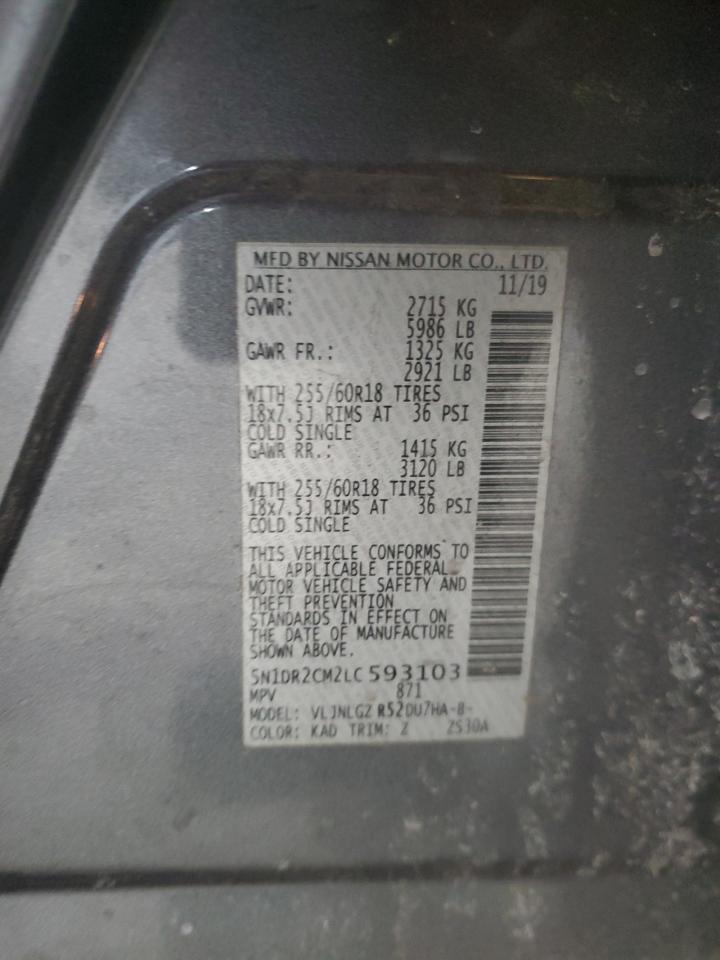 MFD BY NISSAN MOTOR CO., LTD.
DATE: 11/19
GVWR: 2715 KG
5986 LB
GAWR FR.: 1325 KG
2921 LB
WITH 255/60R18 TIRES
18x7.5J RIMS AT 36 PSI
COLD SINGLE
GAWR RR.: 1415 KG
3120 LB
WITH 255/60R18 TIRES
18x7.5J RIMS AT 36 PSI
COLD SINGLE
THIS VEHICLE CONFORMS TO
ALL APPLICABLE FEDERAL
MOTOR VEHICLE SAFETY AND
THEFT PREVENTION
STANDARDS IN EFFECT ON
THE DATE OF MANUFACTURE
SHOWN ABOVE.
5N1DR2CM2LC593103
MPV 871
MODEL: VLJNLGZ R52DU7HA-8-
COLOR: KAD TRIM: Z ZS30A